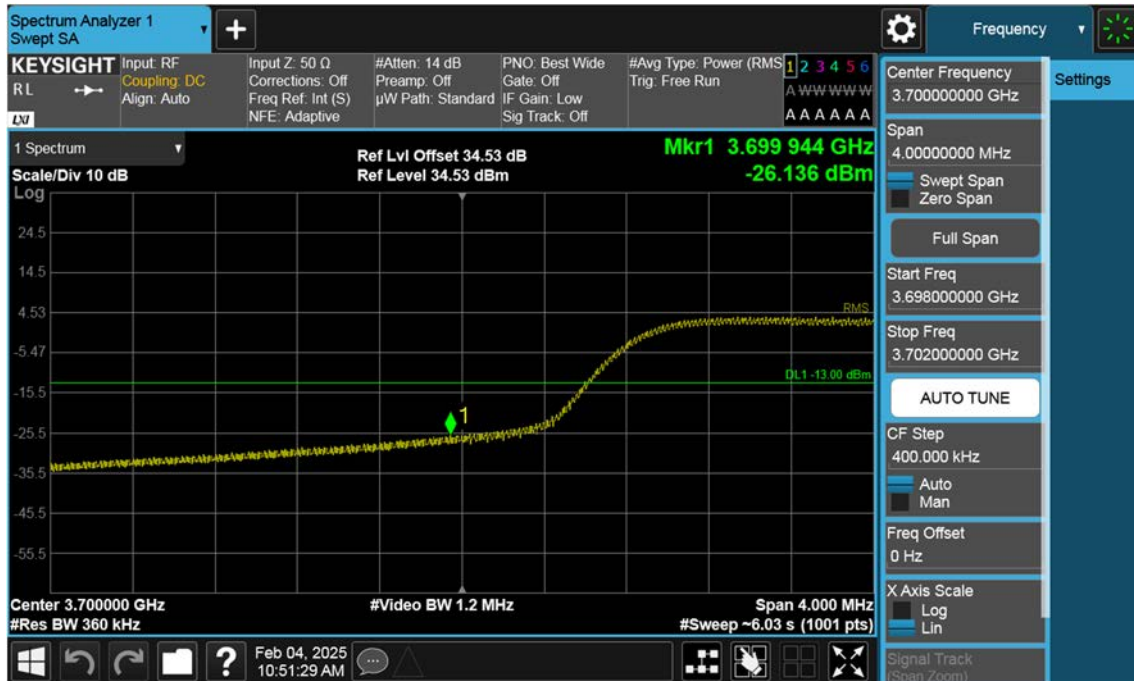 Spectrum Analyzer 1
Swept SA
Frequency
KEYSIGHT
RL
LXI
Input: RF
Coupling: DC
Align: Auto
Input Z: 50 Ω
Corrections: Off
Freq Ref: Int (S)
NFE: Adaptive
#Atten: 14 dB
Preamp: Off
µW Path: Standard
PNO: Best Wide
Gate: Off
IF Gain: Low
Sig Track: Off
#Avg Type: Power (RMS
Trig: Free Run
1 2 3 4 5 6
A W W W W W
A A A A A A
1 Spectrum
Scale/Div 10 dB
Ref Lvl Offset 34.53 dB
Ref Level 34.53 dBm
Mkr1 3.699 944 GHz
-26.136 dBm
Log
24.5
14.5
4.53
-5.47
-15.5
-25.5
-35.5
-45.5
-55.5
RMS
DL1 -13.00 dBm
1
Center 3.700000 GHz
#Video BW 1.2 MHz
Span 4.000 MHz
#Res BW 360 kHz
#Sweep ~6.03 s (1001 pts)
Center Frequency
3.700000000 GHz
Settings
Span
4.00000000 MHz
Swept Span
Zero Span
Full Span
Start Freq
3.698000000 GHz
Stop Freq
3.702000000 GHz
AUTO TUNE
CF Step
400.000 kHz
Auto
Man
Freq Offset
0 Hz
X Axis Scale
Log
Lin
Signal Track
(Span Zoom)
?
Feb 04, 2025
10:51:29 AM